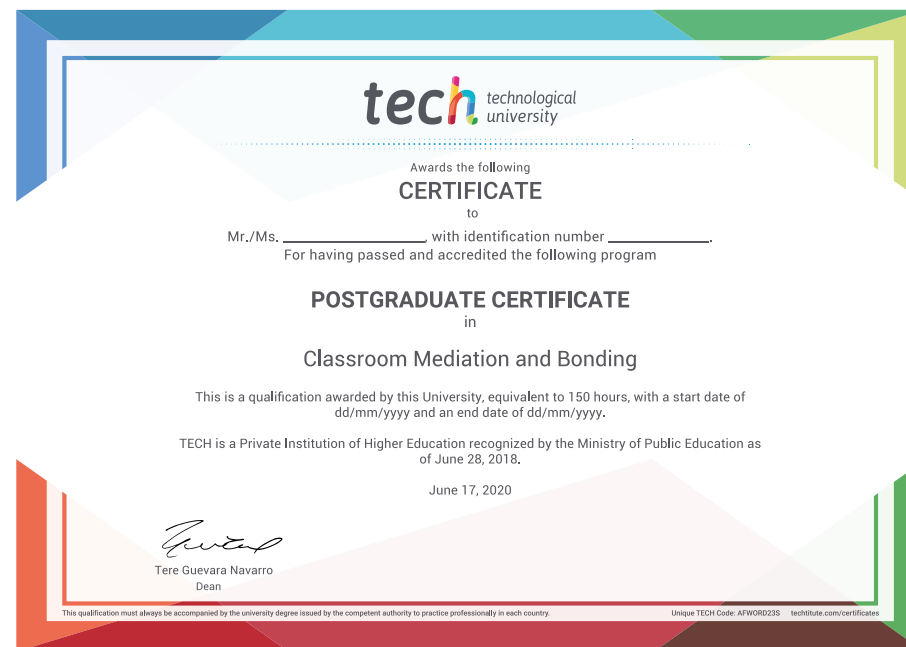 tech technological
university
Awards the following
CERTIFICATE
to
Mr./Ms. ____________________, with identification number ______________.
For having passed and accredited the following program
POSTGRADUATE CERTIFICATE
in
Classroom Mediation and Bonding
This is a qualification awarded by this University, equivalent to 150 hours, with a start date of
dd/mm/yyyy and an end date of dd/mm/yyyy.
TECH is a Private Institution of Higher Education recognized by the Ministry of Public Education as
of June 28, 2018.
June 17, 2020
Tere Guevara Navarro
Dean
This qualification must always be accompanied by the university degree issued by the competent authority to practice professionally in each country. Unique TECH Code: AFWORD23S techtitute.com/certificates